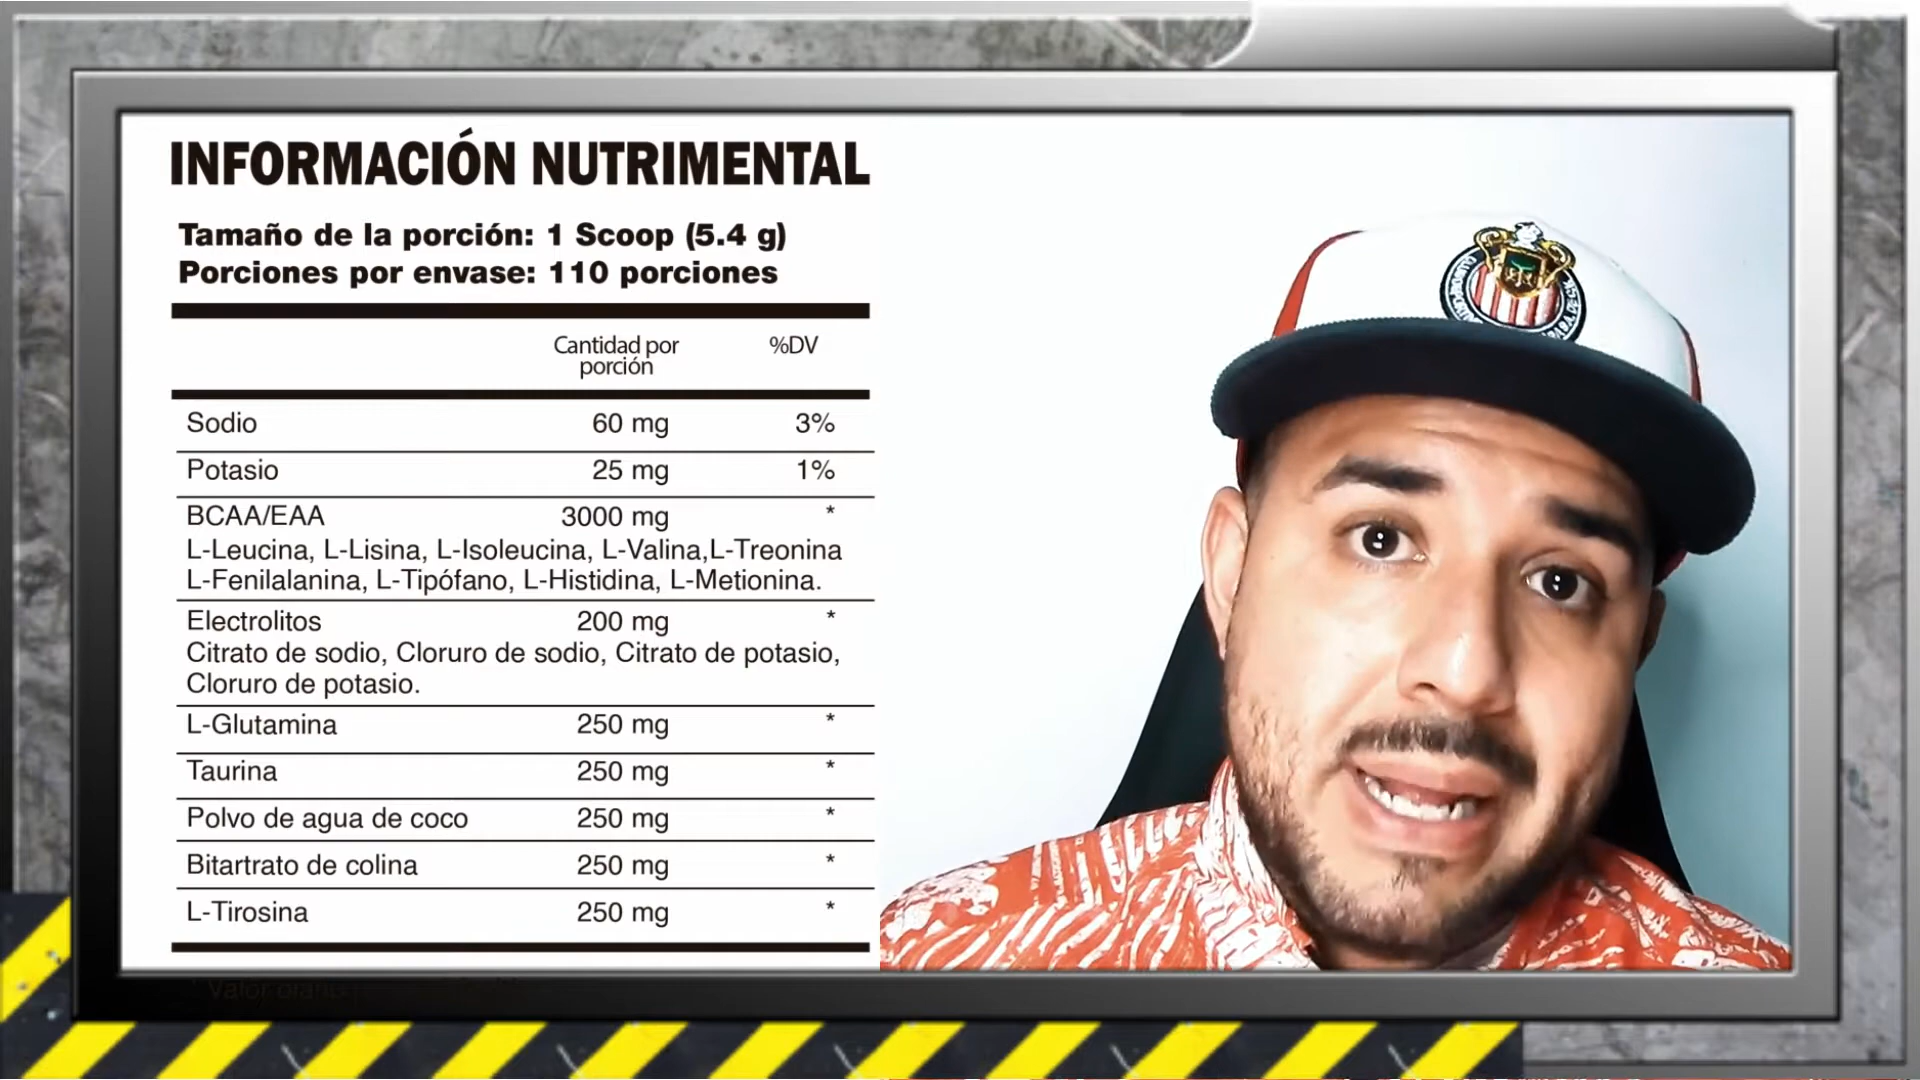 INFORMACIÓN NUTRIMENTAL
Tamaño de la porción: 1 Scoop (5.4 g)
Porciones por envase: 110 porciones
Cantidad por porción %DV
Sodio 60 mg 3%
Potasio 25 mg 1%
BCAA/EAA 3000 mg *
L-Leucina, L-Lisina, L-Isoleucina, L-Valina,L-Treonina
L-Fenilalanina, L-Tipófano, L-Histidina, L-Metionina.
Electrolitos 200 mg *
Citrato de sodio, Cloruro de sodio, Citrato de potasio,
Cloruro de potasio.
L-Glutamina 250 mg *
Taurina 250 mg *
Polvo de agua de coco 250 mg *
Bitartrato de colina 250 mg *
L-Tirosina 250 mg *